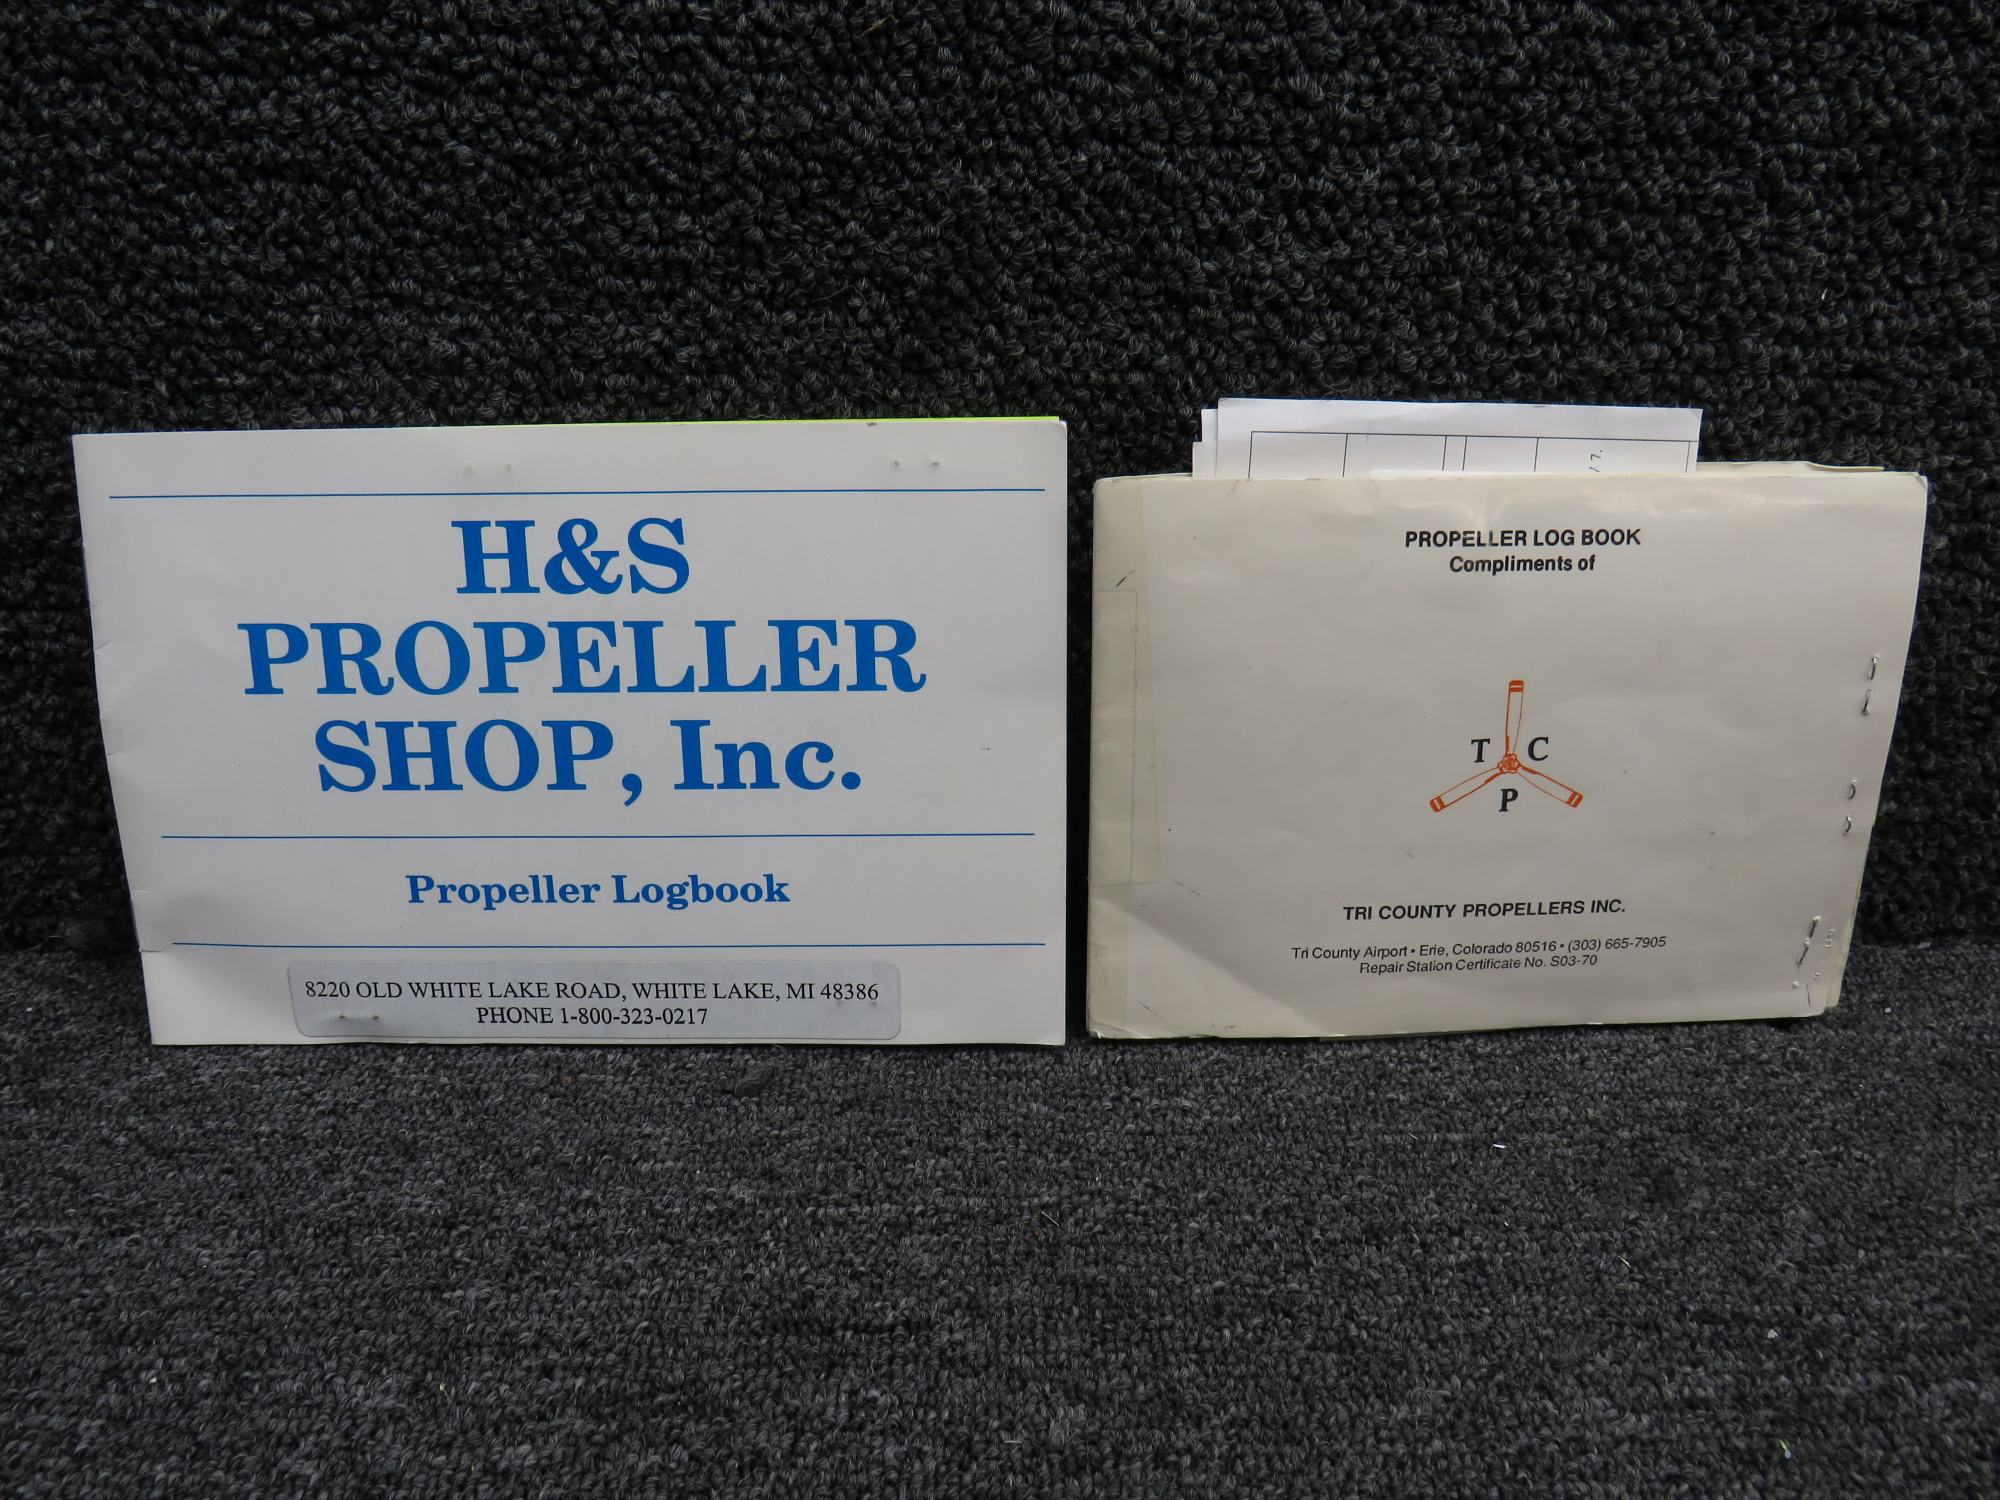 H&S
PROPELLER
SHOP, Inc.
Propeller Logbook
8220 OLD WHITE LAKE ROAD, WHITE LAKE, MI 48386
PHONE 1-800-323-0217
PROPELLER LOG BOOK
Compliments of
T C
P
TRI COUNTY PROPELLERS INC.
Tri County Airport • Erie, Colorado 80516 • (303) 665-7905
Repair Station Certificate No. S03-70